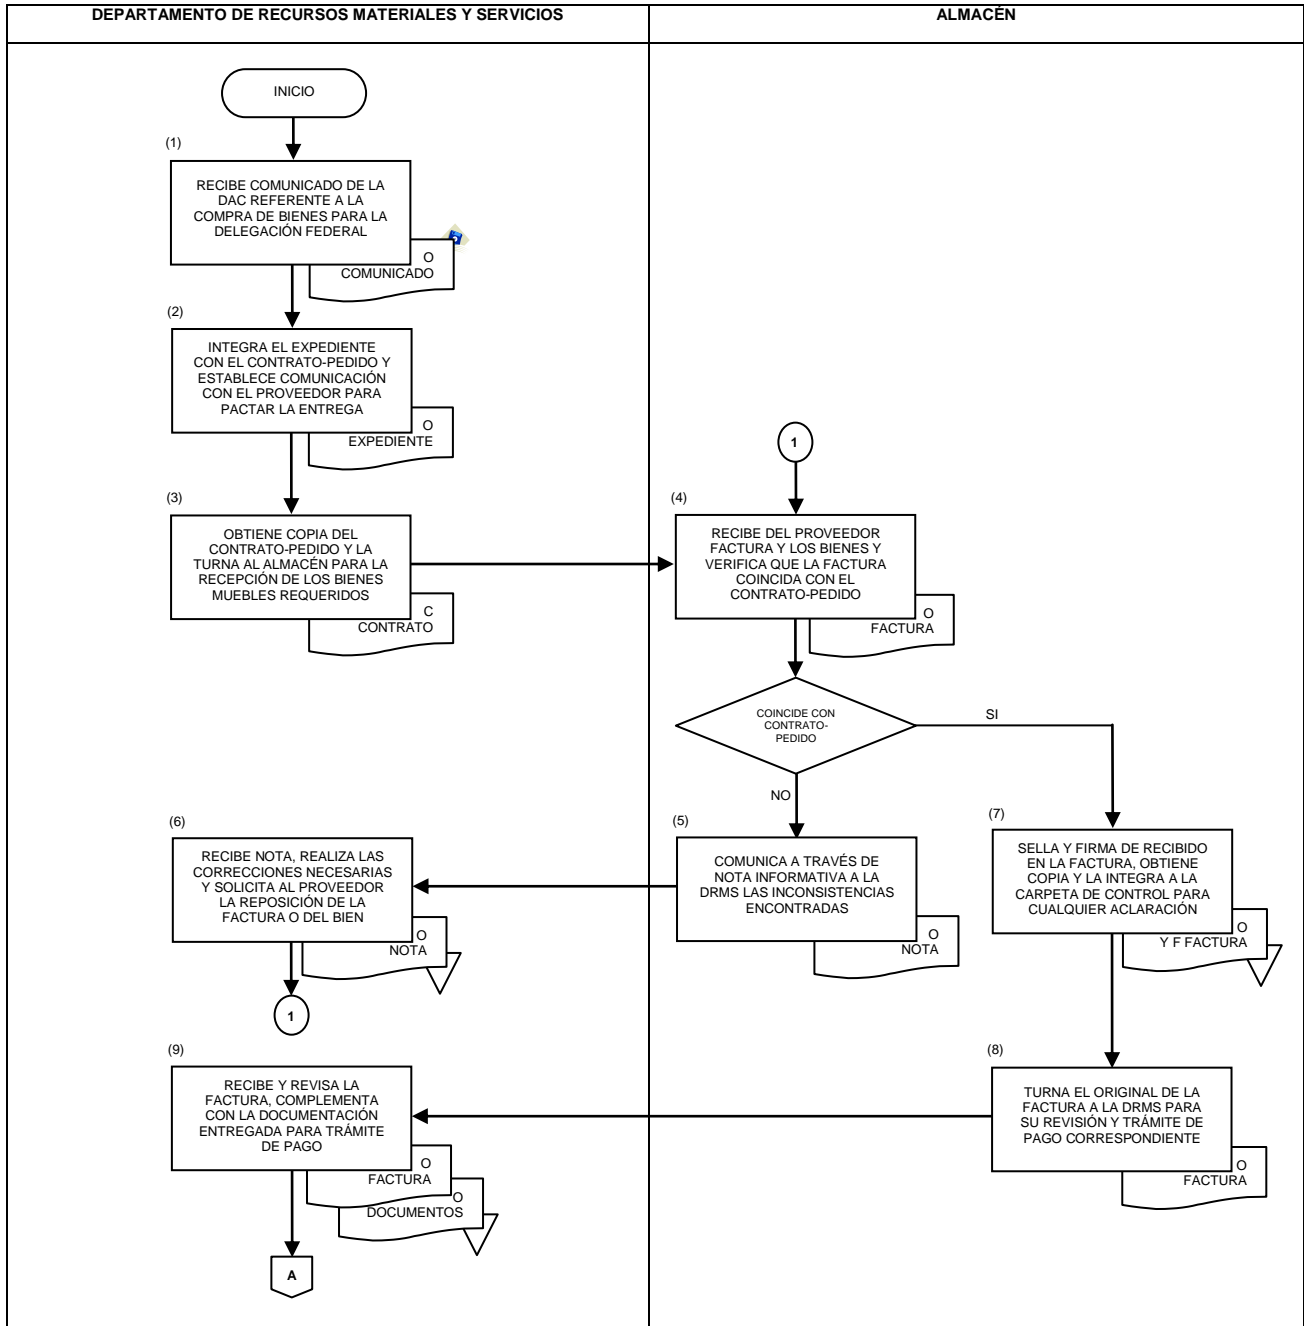 DEPARTAMENTO DE RECURSOS MATERIALES Y SERVICIOS
ALMACÉN
INICIO
(1)
RECIBE COMUNICADO DE LA
DAC REFERENTE A LA
COMPRA DE BIENES PARA LA
DELEGACIÓN FEDERAL
O
COMUNICADO
(2)
INTEGRA EL EXPEDIENTE
CON EL CONTRATO-PEDIDO Y
ESTABLECE COMUNICACIÓN
CON EL PROVEEDOR PARA
PACTAR LA ENTREGA
O
EXPEDIENTE
(3)
OBTIENE COPIA DEL
CONTRATO-PEDIDO Y LA
TURNA AL ALMACÉN PARA LA
RECEPCIÓN DE LOS BIENES
MUEBLES REQUERIDOS
C
CONTRATO
1
(4)
RECIBE DEL PROVEEDOR
FACTURA Y LOS BIENES Y
VERIFICA QUE LA FACTURA
COINCIDA CON EL
CONTRATO-PEDIDO
O
FACTURA
COINCIDE CON
CONTRATO-
PEDIDO
SI
NO
(5)
COMUNICA A TRAVÉS DE
NOTA INFORMATIVA A LA
DRMS LAS INCONSISTENCIAS
ENCONTRADAS
O
NOTA
(6)
RECIBE NOTA, REALIZA LAS
CORRECCIONES NECESARIAS
Y SOLICITA AL PROVEEDOR
LA REPOSICIÓN DE LA
FACTURA O DEL BIEN
O
NOTA
1
(7)
SELLA Y FIRMA DE RECIBIDO
EN LA FACTURA, OBTIENE
COPIA Y LA INTEGRA A LA
CARPETA DE CONTROL PARA
CUALQUIER ACLARACIÓN
O
Y F FACTURA
(8)
TURNA EL ORIGINAL DE LA
FACTURA A LA DRMS PARA
SU REVISIÓN Y TRÁMITE DE
PAGO CORRESPONDIENTE
O
FACTURA
(9)
RECIBE Y REVISA LA
FACTURA, COMPLEMENTA
CON LA DOCUMENTACIÓN
ENTREGADA PARA TRÁMITE
DE PAGO
O
FACTURA
O
DOCUMENTOS
A